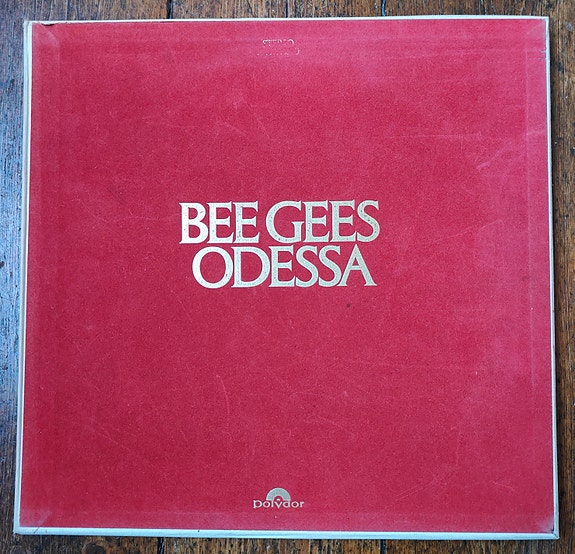 STEREO
BEE GEES
ODESSA
polydor